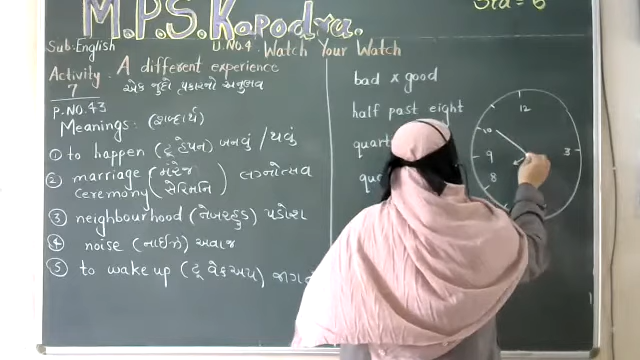 M.P.S. Kapodra.
Std = 6
Sub: English
U.No.4. Watch Your Watch
Activity. A different experience
7
એક જુદો પ્રકારનો અનુભવ
P.No.43
Meanings: (શબ્દાર્થ)
① to happen (ટૂ હેપન) બનવું / થવું
② marriage (મેરેજ
ceremony સેરિમનિ) લગ્નોત્સવ
③ neighbourhood (નેબરહુડ) પડોશ
④ noise (નાઈઝ) અવાજ
⑤ to wake up (ટૂ વેકઅપ)
bad x good
half past eight
12
10
3
9
8